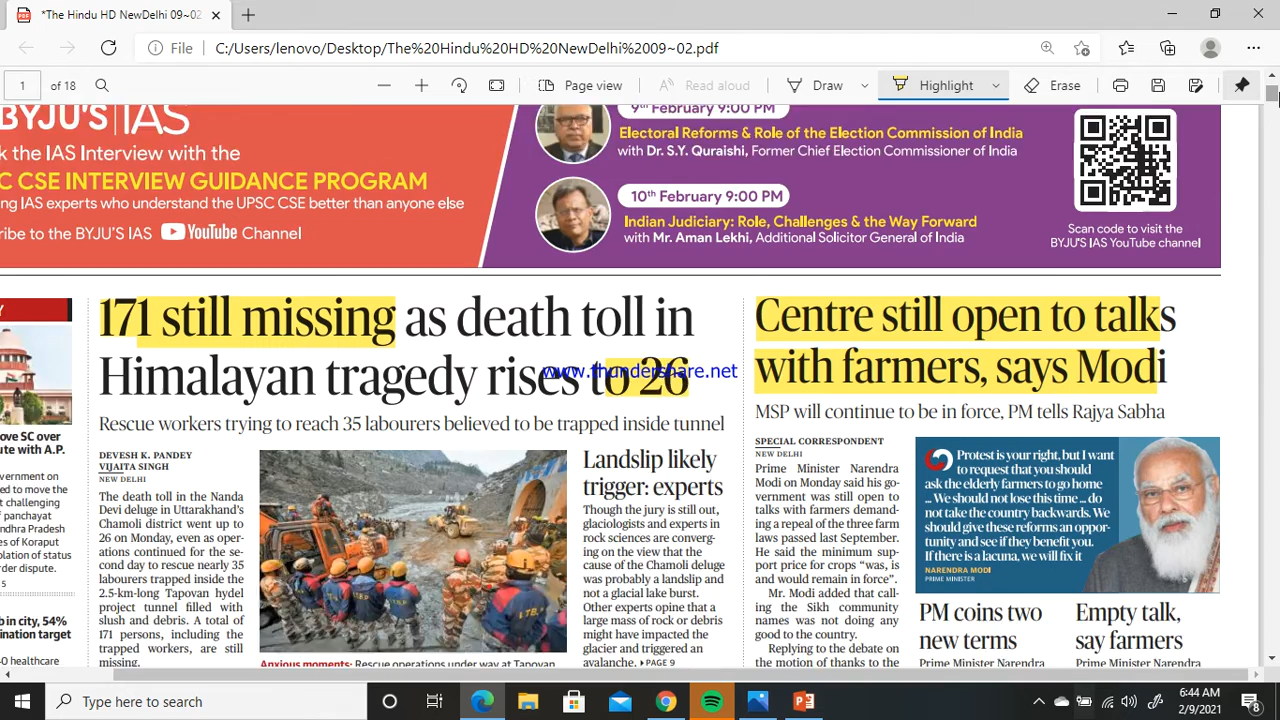 *The Hindu HD NewDelhi 09~02
File
C:/Users/lenovo/Desktop/The%20Hindu%20HD%20NewDelhi%2009~02.pdf
1
of 18
Page view
Read aloud
Draw
Highlight
Erase
BYJU'S IAS
k the IAS Interview with the
C CSE INTERVIEW GUIDANCE PROGRAM
ng IAS experts who understand the UPSC CSE better than anyone else
ribe to the BYJU'S IAS YouTube Channel
9th February 9:00 PM
Electoral Reforms & Role of the Election Commission of India
with Dr. S.Y. Quraishi, Former Chief Election Commissioner of India
10th February 9:00 PM
Indian Judiciary: Role, Challenges & the Way Forward
with Mr. Aman Lekhi, Additional Solicitor General of India
Scan code to visit the
BYJU'S IAS YouTube channel
Y
ove SC over
ute with A.P.
vernment on
ed to move the
t challenging
f panchayat
ndhra Pradesh
es of Koraput
olation of status
rder dispute.
5
b in city, 54%
ination target
O healthcare
171 still missing as death toll in
Himalayan tragedy rises to 26
www.thundershare.net
Rescue workers trying to reach 35 labourers believed to be trapped inside tunnel
DEVESH K. PANDEY
VIJAITA SINGH
NEW DELHI
The death toll in the Nanda
Devi deluge in Uttarakhand's
Chamoli district went up to
26 on Monday, even as oper-
ations continued for the se-
cond day to rescue nearly 35
labourers trapped inside the
2.5-km-long Tapovan hydel
project tunnel filled with
slush and debris. A total of
171 persons, including the
trapped workers, are still
missing.
I.T.B.P.
Anxious moments: Rescue operations under way at Tapovan
Landslip likely
trigger: experts
Though the jury is still out,
glaciologists and experts in
rock sciences are converg-
ing on the view that the
cause of the Chamoli deluge
was probably a landslip and
not a glacial lake burst.
Other experts opine that a
large mass of rock or debris
might have impacted the
glacier and triggered an
avalanche. ▸ PAGE 9
Centre still open to talks
with farmers, says Modi
MSP will continue to be in force, PM tells Rajya Sabha
SPECIAL CORRESPONDENT
NEW DELHI
Prime Minister Narendra
Modi on Monday said his go-
vernment was still open to
talks with farmers demand-
ing a repeal of the three farm
laws passed last September.
He said the minimum sup-
port price for crops "was, is
and would remain in force".
Mr. Modi added that call-
ing the Sikh community
names was not doing any
good to the country.
Replying to the debate on
the motion of thanks to the
Protest is your right, but I want
to request that you should
ask the elderly farmers to go home
... We should not lose this time ... do
not take the country backwards. We
should give these reforms an oppor-
tunity and see if they benefit you.
If there is a lacuna, we will fix it
NARENDRA MODI
PRIME MINISTER
PM coins two
new terms
Prime Minister Narendra
Empty talk,
say farmers
Prime Minister Narendra
Type here to search
6:44 AM
2/9/2021
8